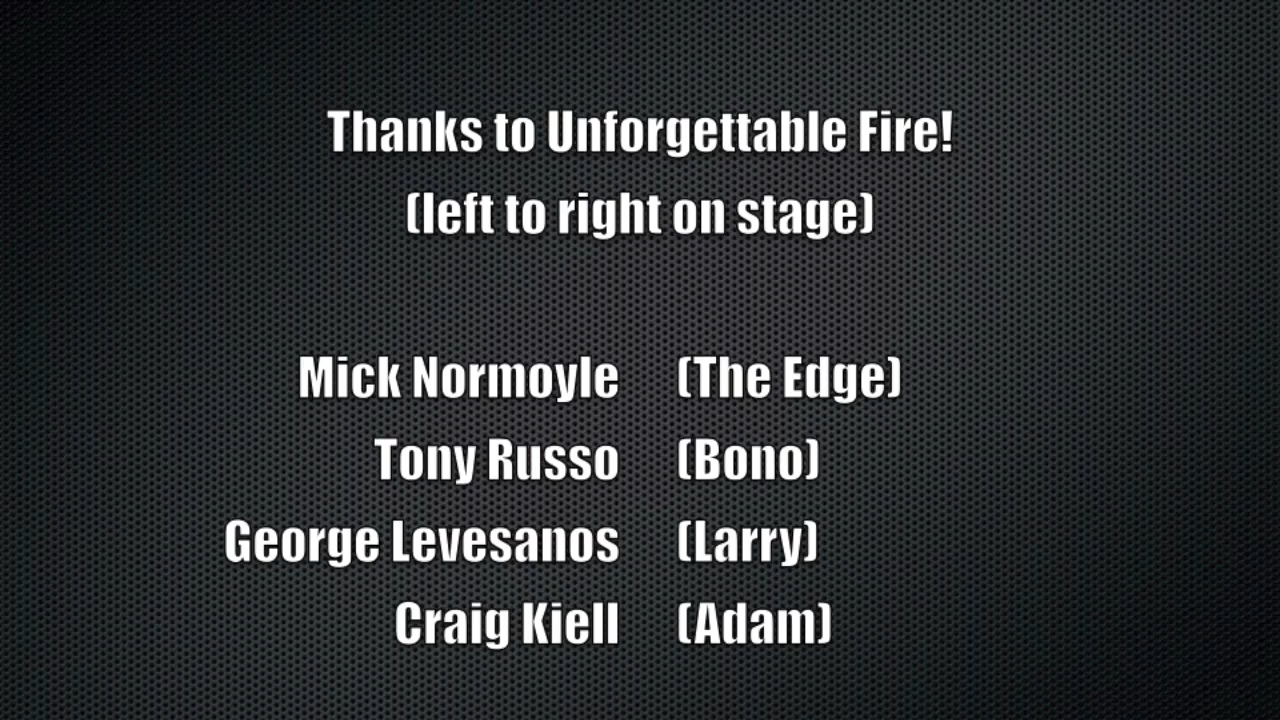 Thanks to Unforgettable Fire!
(left to right on stage)
Mick Normoyle (The Edge)
Tony Russo (Bono)
George Levesanos (Larry)
Craig Kiell (Adam)